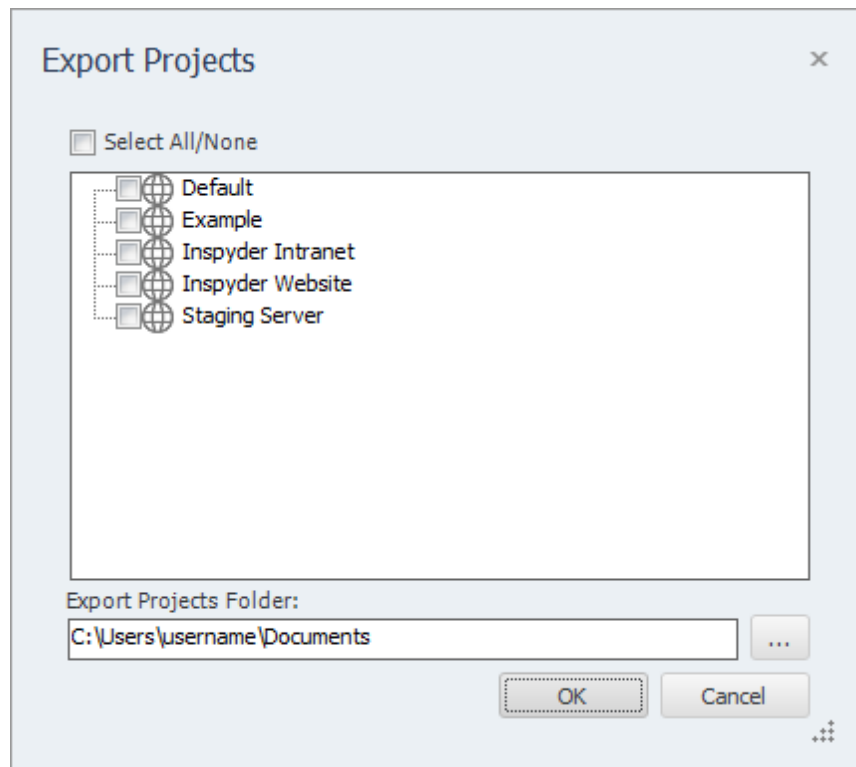 Export Projects
Select All/None
Default
Example
Inspyder Intranet
Inspyder Website
Staging Server
Export Projects Folder:
C:\Users\username\Documents
...
OK
Cancel